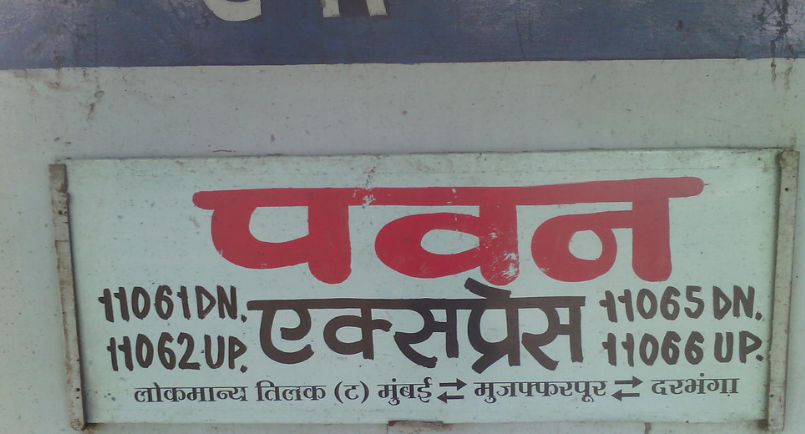 पवन
11061 DN. एक्सप्रेस 11065 DN.
11062 UP. 11066 UP.
लोकमान्य तिलक (ट) मुंबई ⇄ मुजफ्फरपूर ⇄ दरभंगा